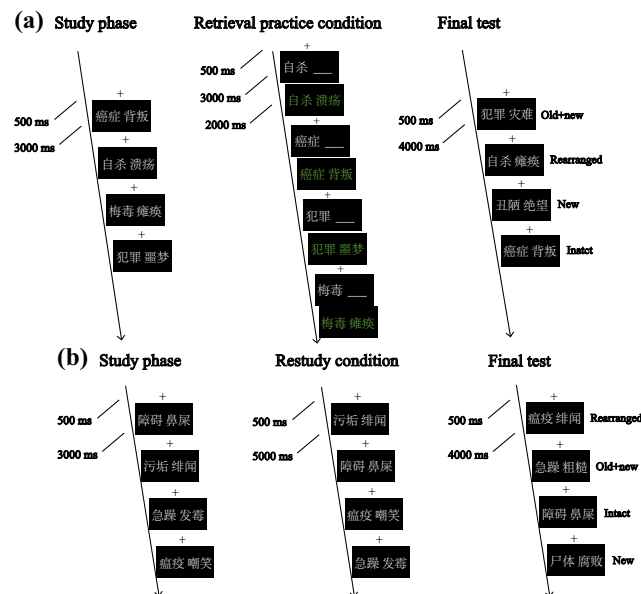 (a) Study phase
Retrieval practice condition
Final test
+
500 ms
癌症 背叛
3000 ms
+
自杀 溃疡
+
梅毒 瘫痪
+
犯罪 噩梦
+
500 ms
自杀 ___
3000 ms
自杀 溃疡
2000 ms
+
癌症 ___
癌症 背叛
+
犯罪 ___
犯罪 噩梦
+
梅毒 ___
梅毒 瘫痪
+
500 ms
犯罪 灾难 Old+new
4000 ms
+
自杀 瘫痪 Rearranged
+
丑陋 绝望 New
+
癌症 背叛 Inatct
(b) Study phase
Restudy condition
Final test
+
500 ms
障碍 鼻屎
3000 ms
+
污垢 绯闻
+
急躁 发霉
+
瘟疫 嘲笑
+
500 ms
污垢 绯闻
5000 ms
+
障碍 鼻屎
+
瘟疫 嘲笑
+
急躁 发霉
+
500 ms
瘟疫 绯闻 Rearranged
4000 ms
+
急躁 粗糙 Old+new
+
障碍 鼻屎 Intact
+
尸体 腐败 New